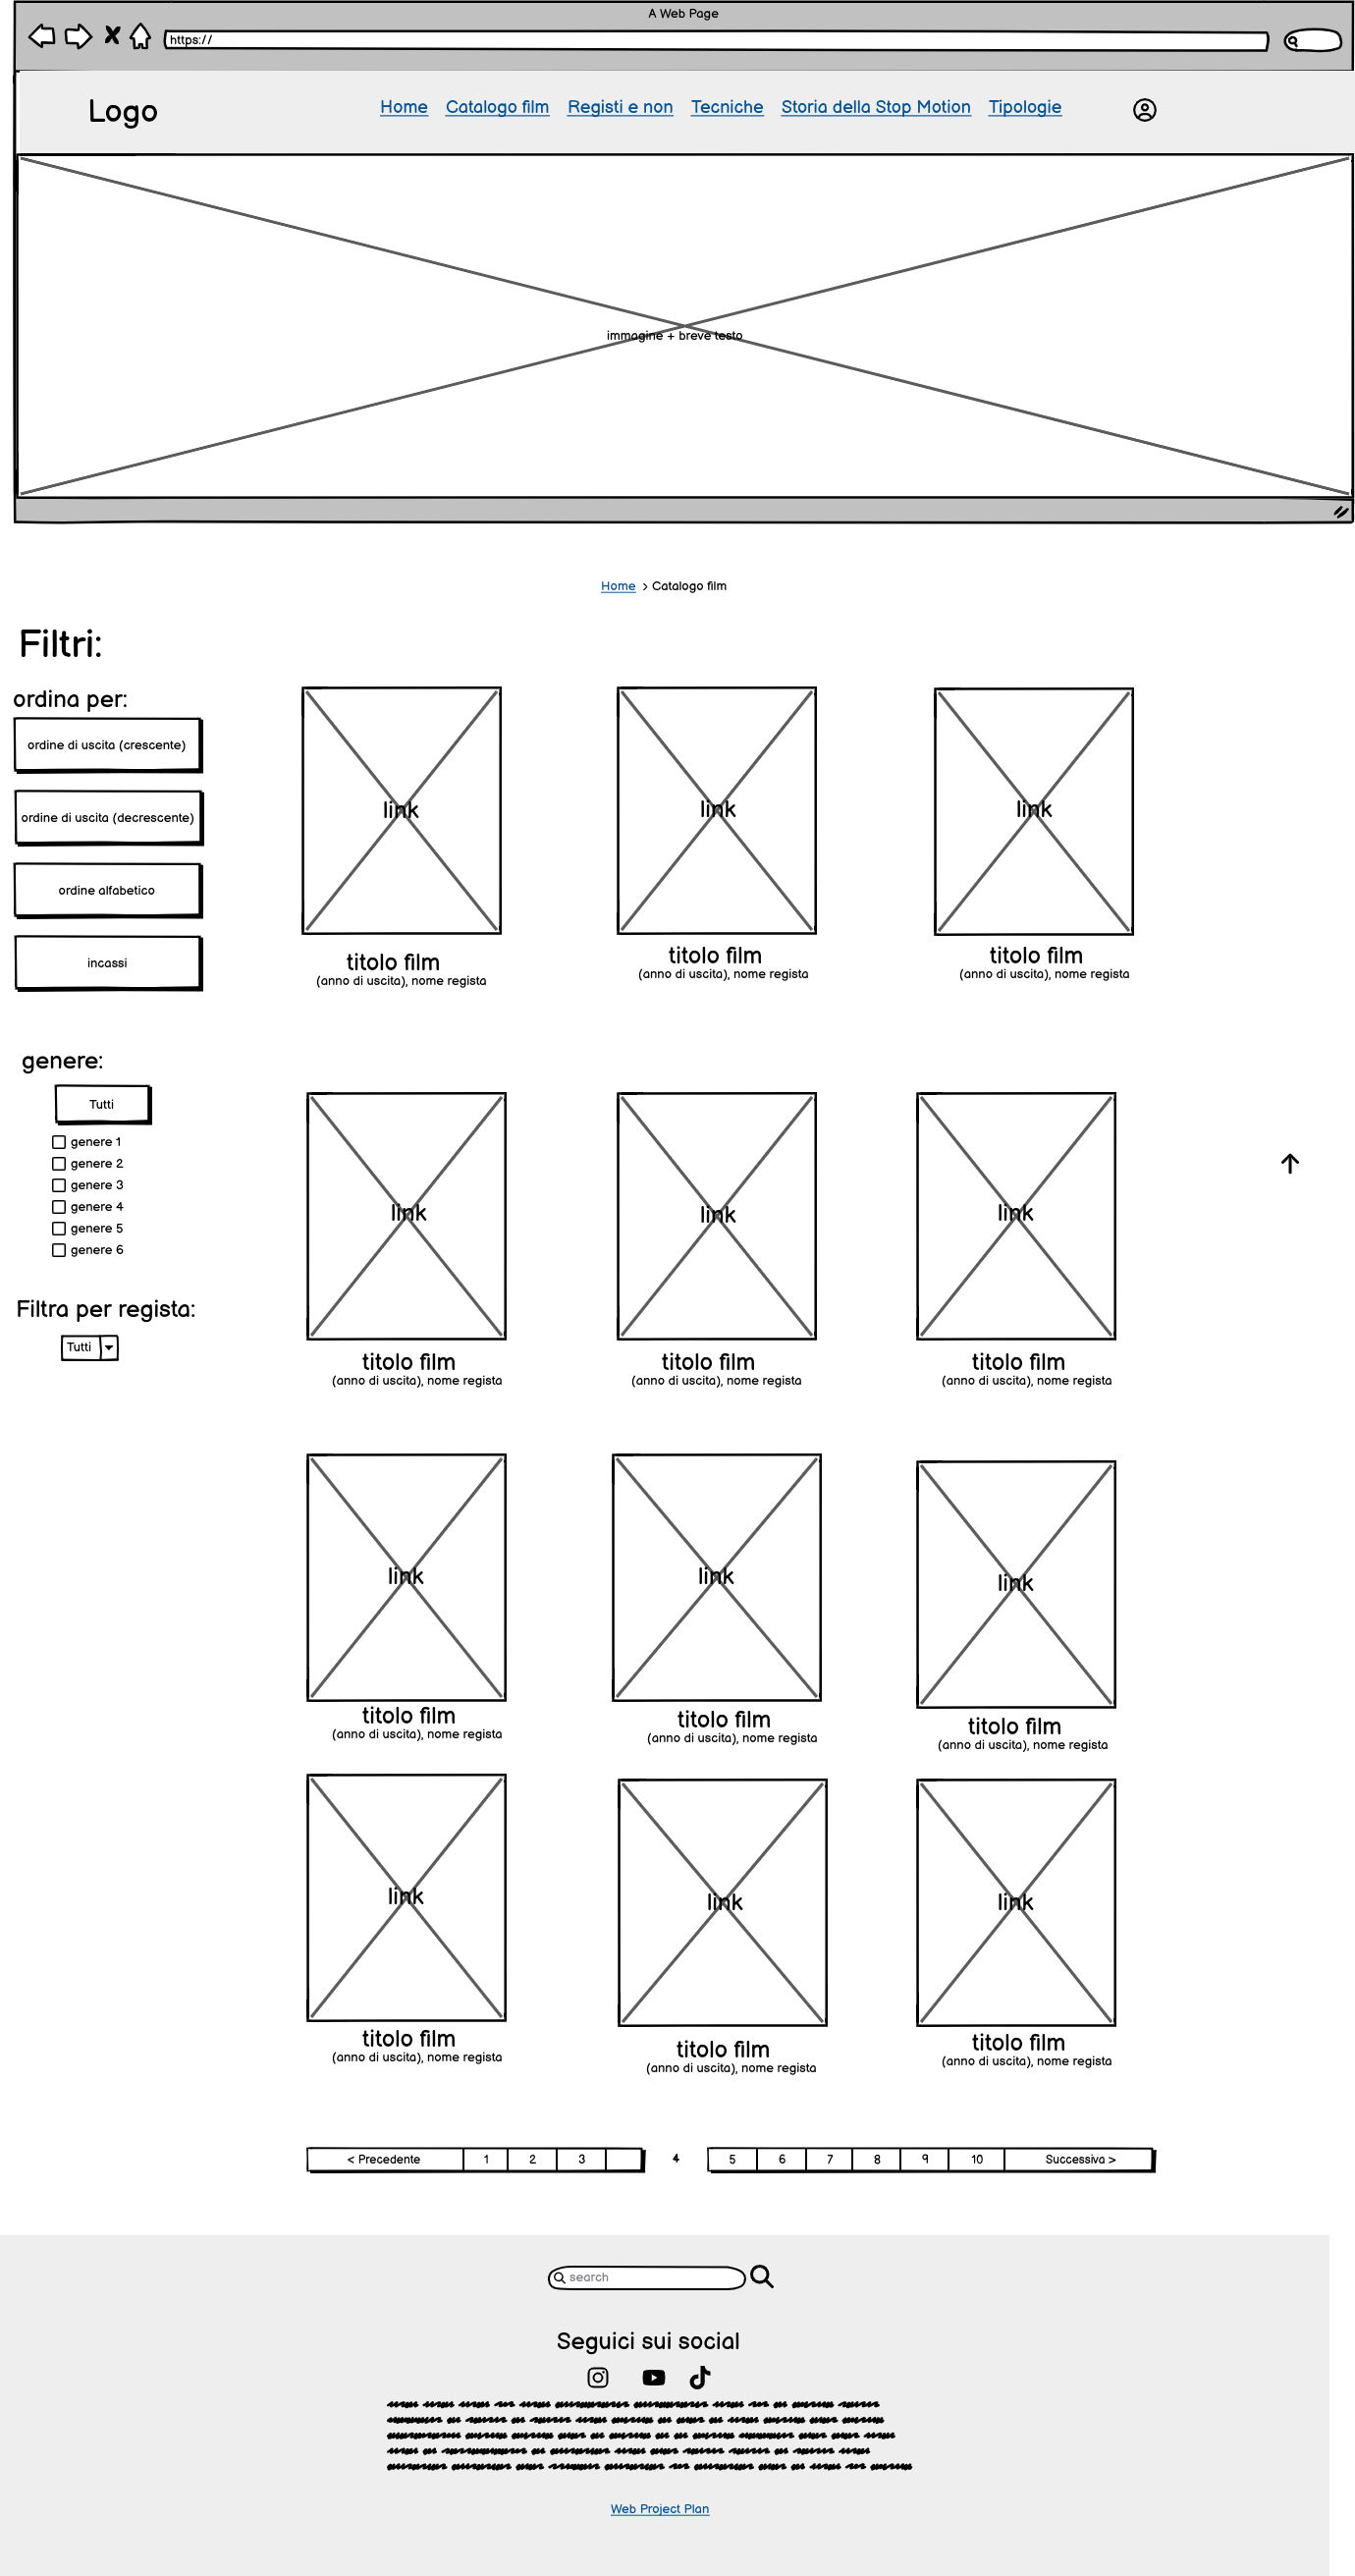 A Web Page
https://
Logo
Home Catalogo film Registi e non Tecniche Storia della Stop Motion Tipologie
immagine + breve testo
Home > Catalogo film
Filtri:
ordina per:
ordine di uscita (crescente)
ordine di uscita (decrescente)
ordine alfabetico
incassi
genere:
Tutti
genere 1
genere 2
genere 3
genere 4
genere 5
genere 6
Filtra per regista:
Tutti
link link link
titolo film titolo film titolo film
(anno di uscita), nome regista (anno di uscita), nome regista (anno di uscita), nome regista
link link link
titolo film titolo film titolo film
(anno di uscita), nome regista (anno di uscita), nome regista (anno di uscita), nome regista
link link link
titolo film titolo film titolo film
(anno di uscita), nome regista (anno di uscita), nome regista (anno di uscita), nome regista
link link link
titolo film titolo film titolo film
(anno di uscita), nome regista (anno di uscita), nome regista (anno di uscita), nome regista
< Precedente 1 2 3 4 5 6 7 8 9 10 Successiva >
search
Seguici sui social
Web Project Plan